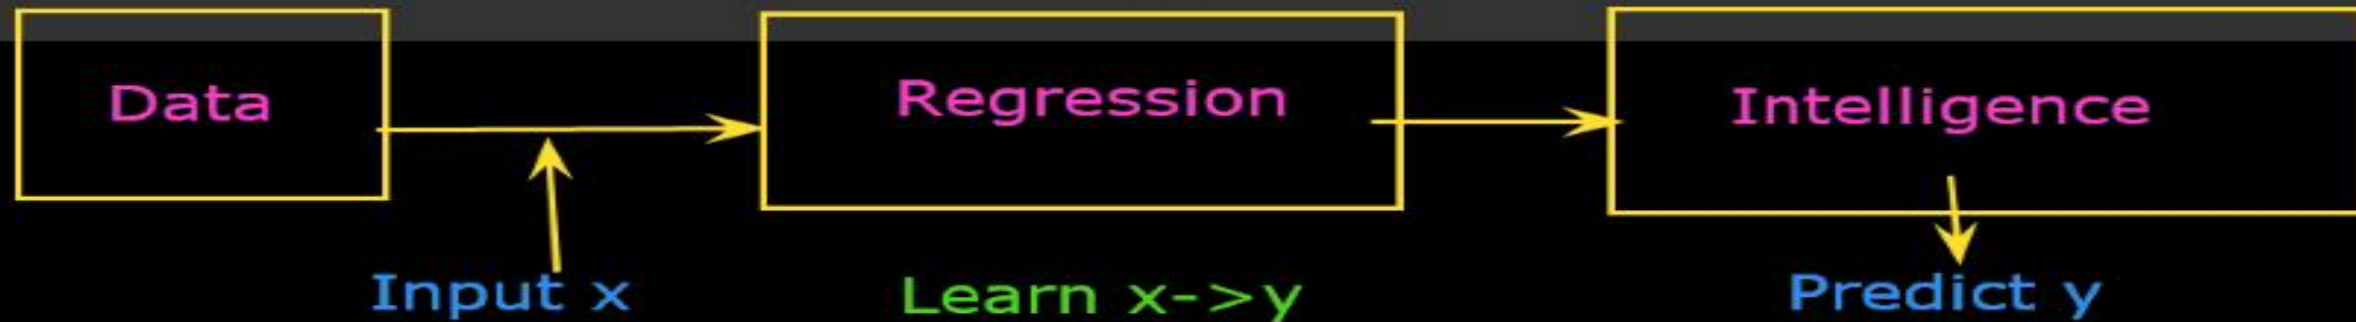 Data
Regression
Intelligence
Input x
Learn x->y
Predict y